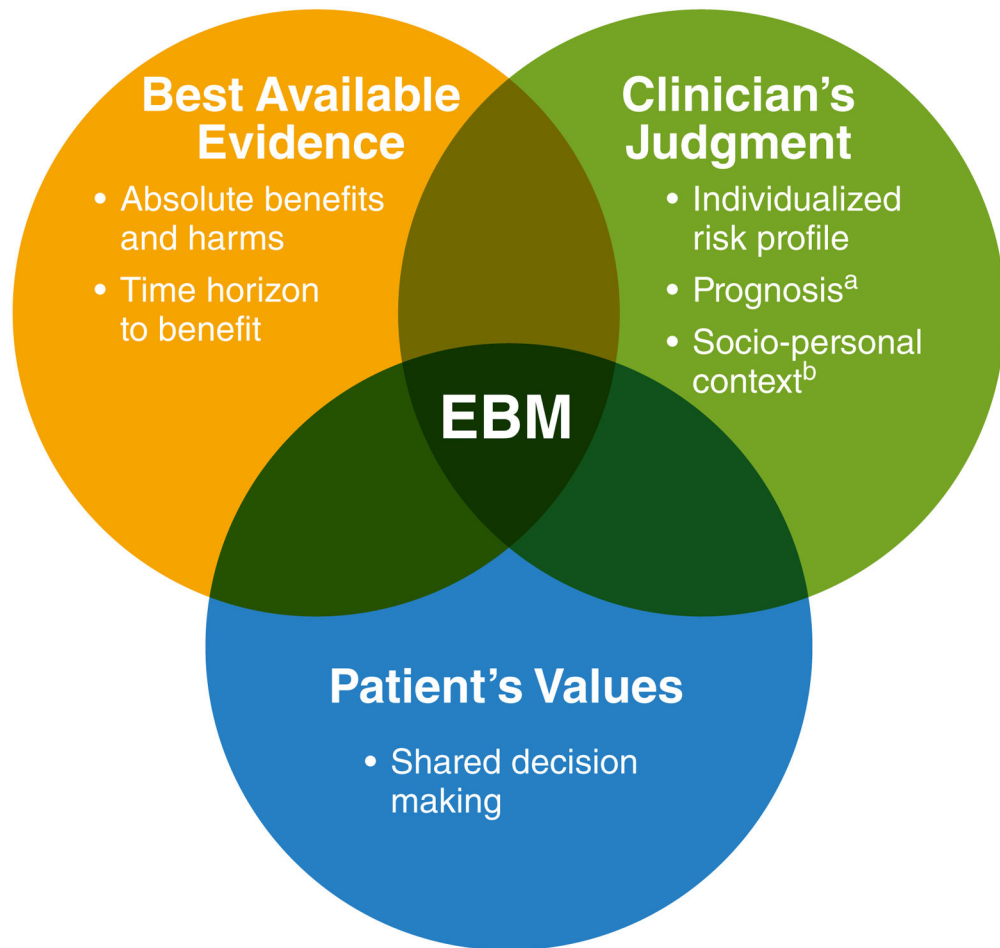 Best Available
Evidence
• Absolute benefits
and harms
• Time horizon
to benefit
Clinician’s
Judgment
• Individualized
risk profile
• Prognosisᵃ
• Socio-personal
contextᵇ
EBM
Patient’s Values
• Shared decision
making